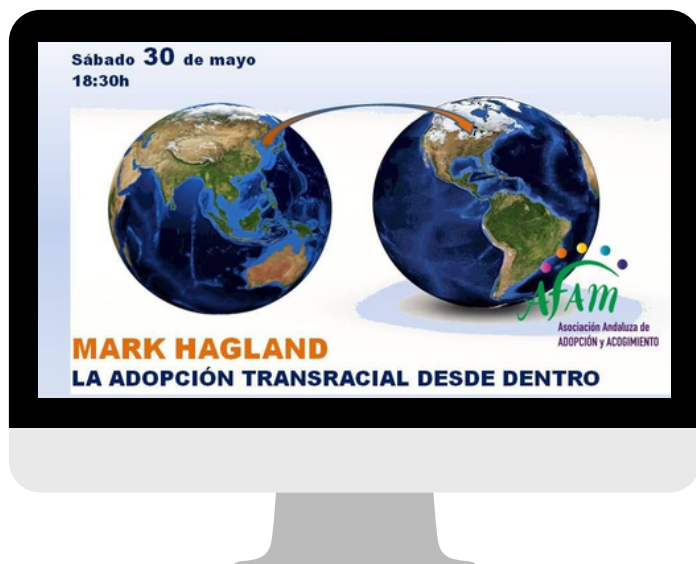 Sábado 30 de mayo
18:30h
AFAM
Asociación Andaluza de
ADOPCIÓN y ACOGIMIENTO
MARK HAGLAND
LA ADOPCIÓN TRANSRACIAL DESDE DENTRO